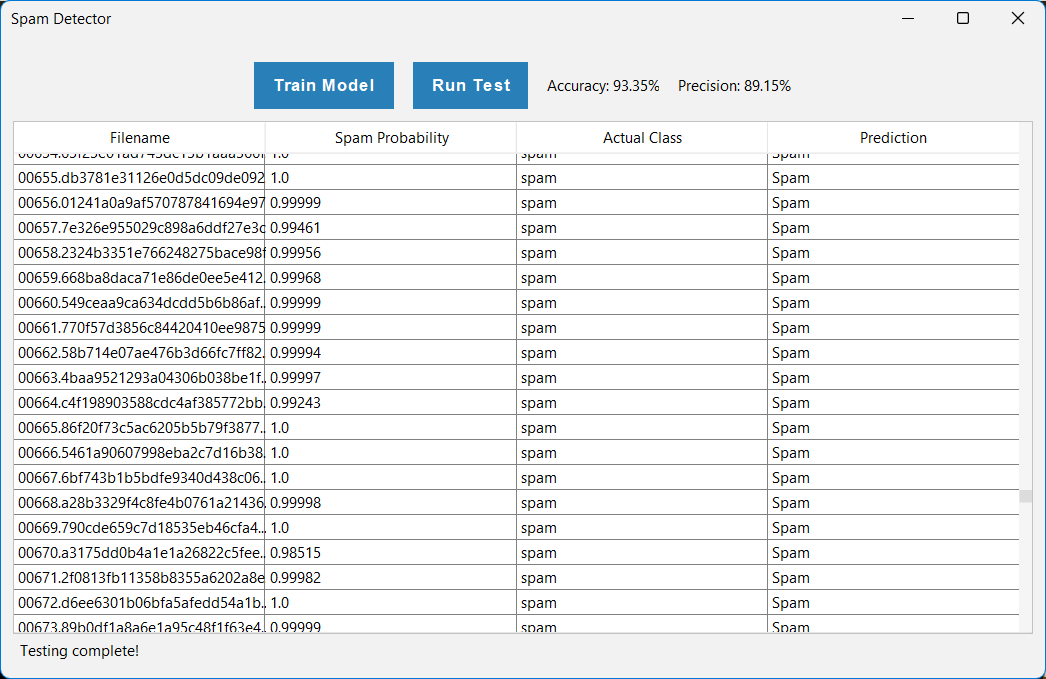 Spam Detector
Train Model Run Test Accuracy: 93.35% Precision: 89.15%
Filename Spam Probability Actual Class Prediction
1.0 spam Spam
00655.db3781e31126e0d5dc09de092 1.0 spam Spam
00656.01241a0a9af570787841694e97 0.99999 spam Spam
00657.7e326e955029c898a6ddf27e3c 0.99461 spam Spam
00658.2324b3351e766248275bace98f 0.99956 spam Spam
00659.668ba8daca71e86de0ee5e412. 0.99968 spam Spam
00660.549ceaa9ca634dcdd5b6b86af.. 0.99999 spam Spam
00661.770f57d3856c84420410ee9875 0.99999 spam Spam
00662.58b714e07ae476b3d66fc7ff82. 0.99994 spam Spam
00663.4baa9521293a04306b038be1f.. 0.99997 spam Spam
00664.c4f198903588cdc4af385772bb. 0.99243 spam Spam
00665.86f20f73c5ac6205b5b79f3877.. 1.0 spam Spam
00666.5461a90607998eba2c7d16b38. 1.0 spam Spam
00667.6bf743b1b5bdfe9340d438c06.. 1.0 spam Spam
00668.a28b3329f4c8fe4b0761a21436. 0.99998 spam Spam
00669.790cde659c7d18535eb46cfa4... 1.0 spam Spam
00670.a3175dd0b4a1e1a26822c5fee.. 0.98515 spam Spam
00671.2f0813fb11358b8355a6202a8e 0.99982 spam Spam
00672.d6ee6301b06bfa5afedd54a1b.. 1.0 spam Spam
00673.89b0df1a8a6e1a95c48f1f63e4.. 0.99999 spam Spam
Testing complete!